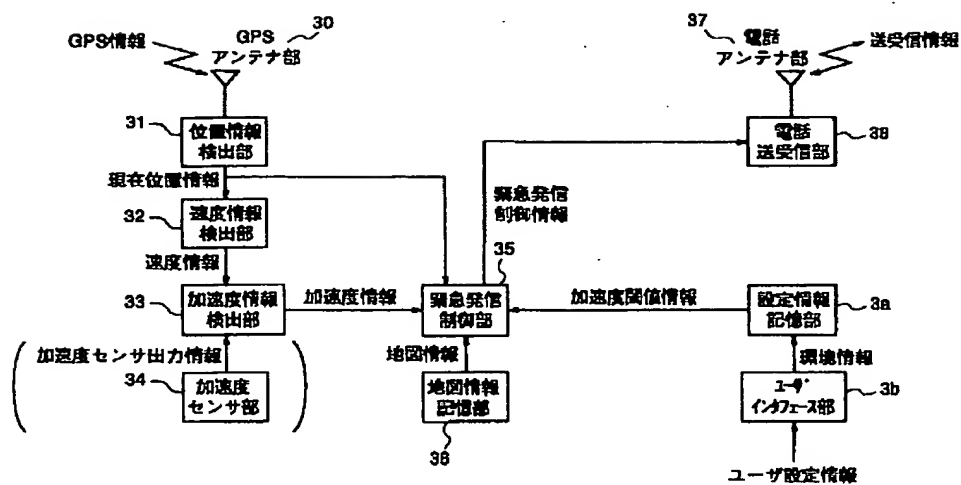 GPS情報
GPS
アンテナ部
30
37
電話
アンテナ部
送受信情報
31
位置情報
検出部
電話
送受信部
38
現在位置情報
32
速度情報
検出部
緊急発信
制御情報
速度情報
35
33
加速度情報
検出部
加速度情報
緊急発信
制御部
加速度閾値情報
設定情報
記憶部
3a
加速度センサ出力情報
地図情報
環境情報
34
加速度
センサ部
地図情報
記憶部
ユーザ
インタフェース部
3b
36
ユーザ設定情報